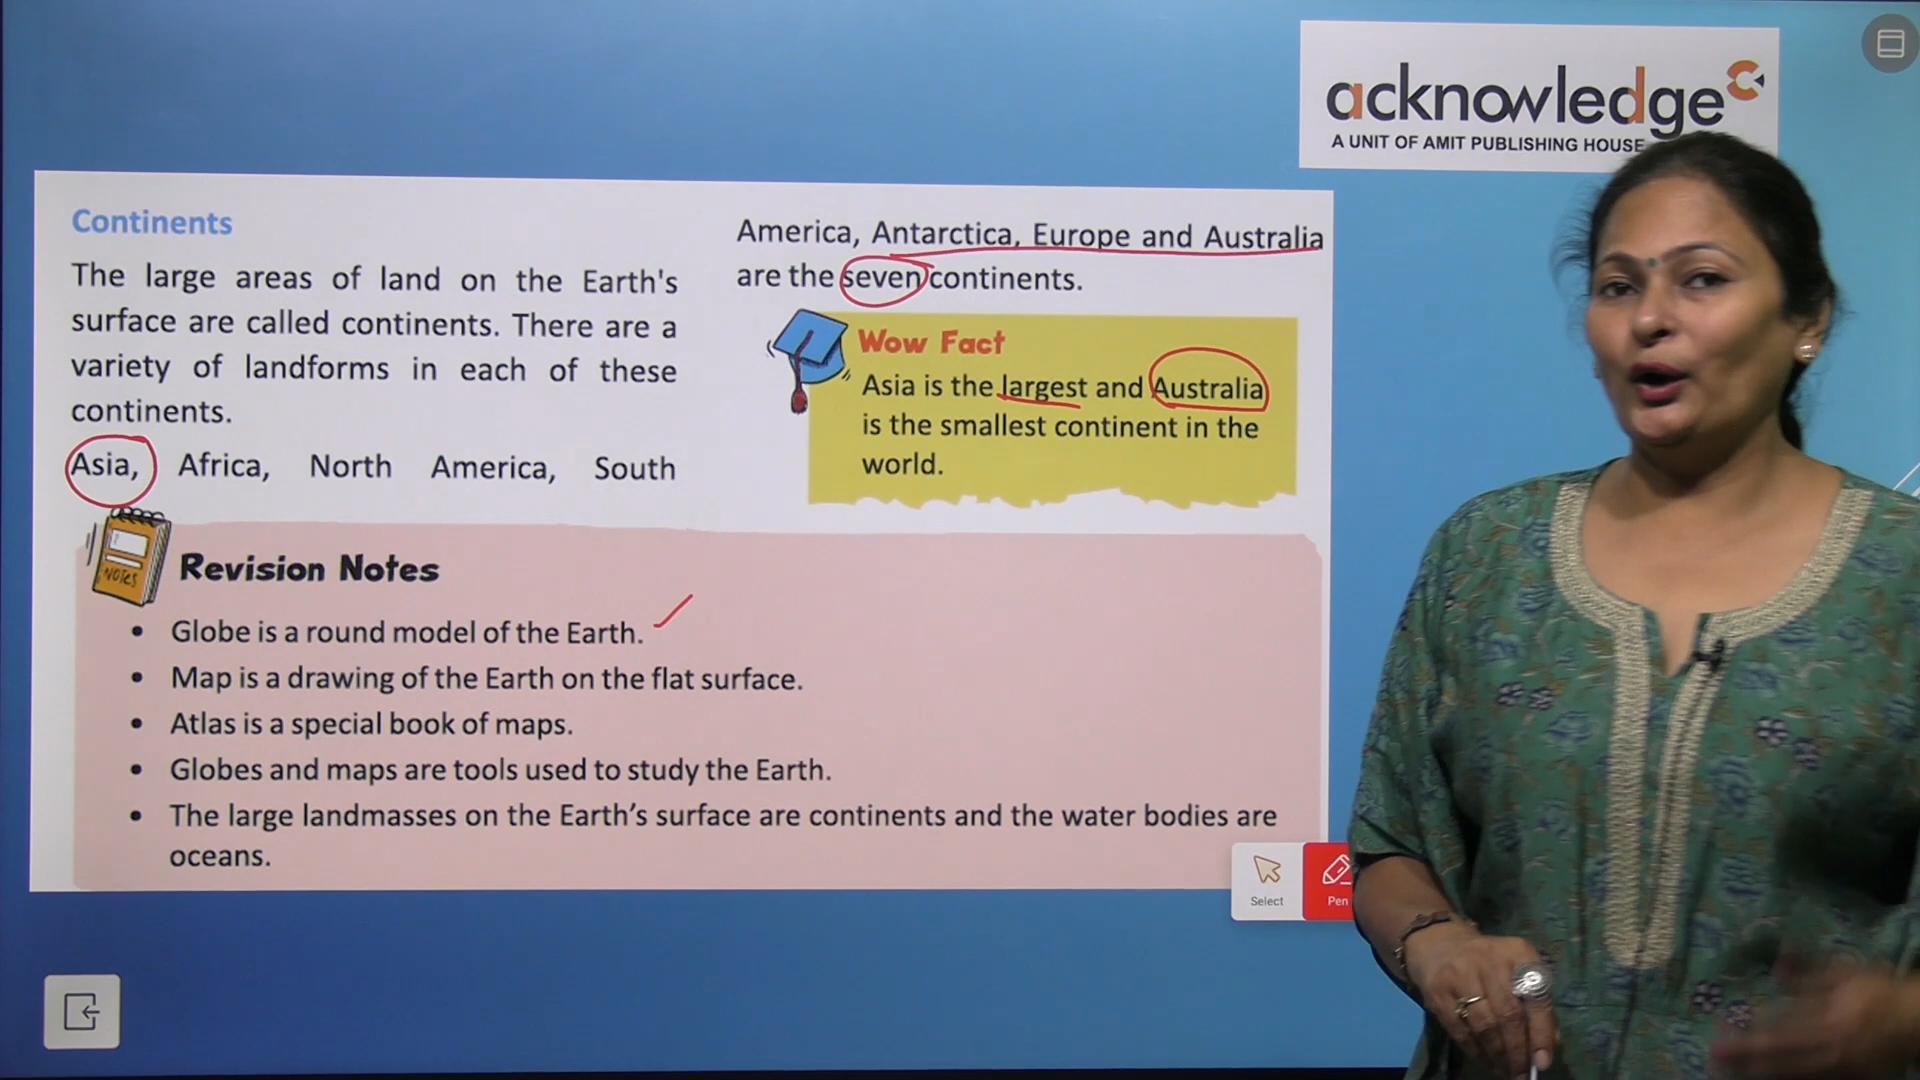 acknowledge
A UNIT OF AMIT PUBLISHING HOUSE
Continents
The large areas of land on the Earth's
surface are called continents. There are a
variety of landforms in each of these
continents.
Asia, Africa, North America, South
America, Antarctica, Europe and Australia
are the seven continents.
Wow Fact
Asia is the largest and Australia
is the smallest continent in the
world.
NOTES
Revision Notes
• Globe is a round model of the Earth.
• Map is a drawing of the Earth on the flat surface.
• Atlas is a special book of maps.
• Globes and maps are tools used to study the Earth.
• The large landmasses on the Earth’s surface are continents and the water bodies are
oceans.
Select
Pen